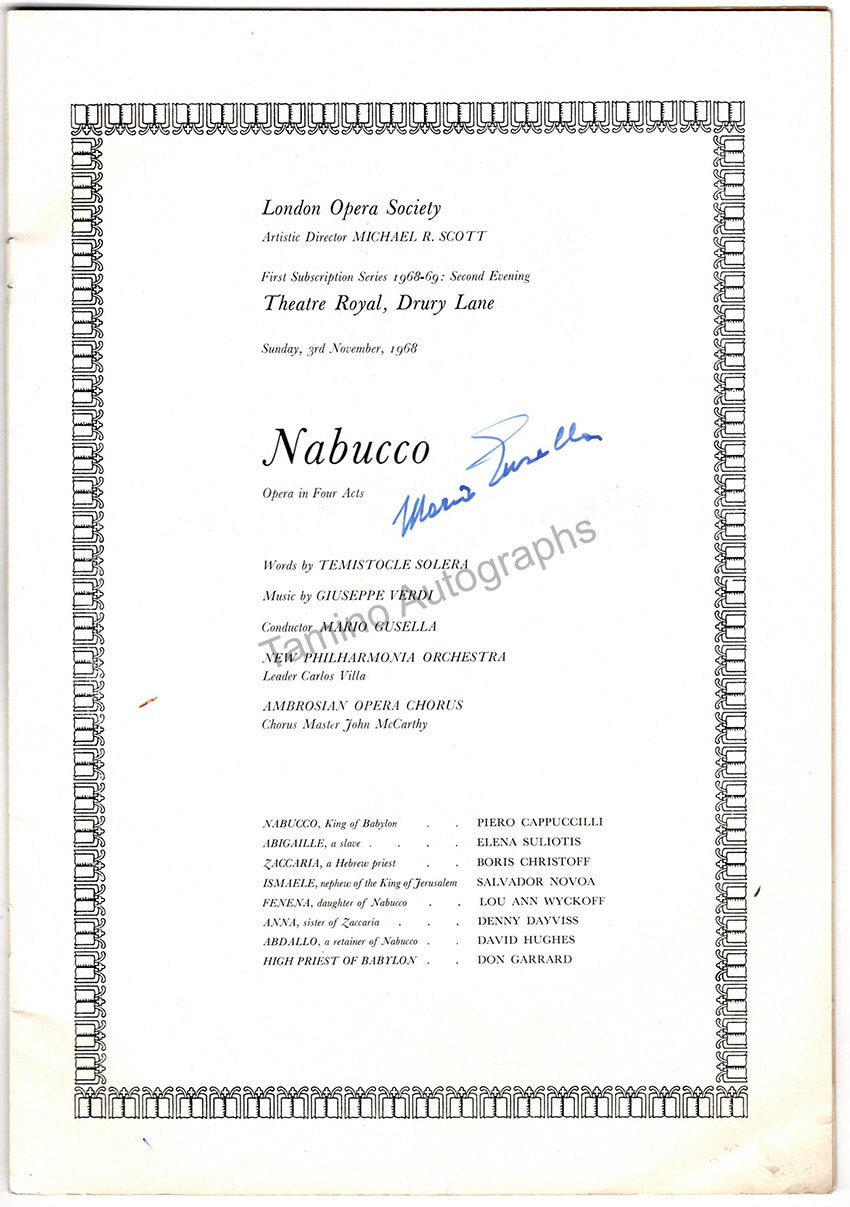 London Opera Society
Artistic Director MICHAEL R. SCOTT
First Subscription Series 1968-69: Second Evening
Theatre Royal, Drury Lane
Sunday, 3rd November, 1968
Nabucco
Mario Gusella
Opera in Four Acts
Words by TEMISTOCLE SOLERA
Music by GIUSEPPE VERDI
Conductor MARIO GUSELLA
NEW PHILHARMONIA ORCHESTRA
Leader Carlos Villa
AMBROSIAN OPERA CHORUS
Chorus Master John McCarthy
Tamino Autographs
NABUCCO, King of Babylon . . PIERO CAPPUCCILLI
ABIGAILLE, a slave . . . . ELENA SULIOTIS
ZACCARIA, a Hebrew priest . . BORIS CHRISTOFF
ISMAELE, nephew of the King of Jerusalem SALVADOR NOVOA
FENENA, daughter of Nabucco . . LOU ANN WYCKOFF
ANNA, sister of Zaccaria . . . DENNY DAYVISS
ABDALLO, a retainer of Nabucco . . DAVID HUGHES
HIGH PRIEST OF BABYLON . . DON GARRARD